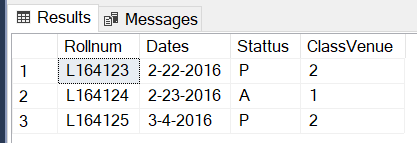 Results Messages
Rollnum Dates Stattus ClassVenue
1 L164123 2-22-2016 P 2
2 L164124 2-23-2016 A 1
3 L164125 3-4-2016 P 2